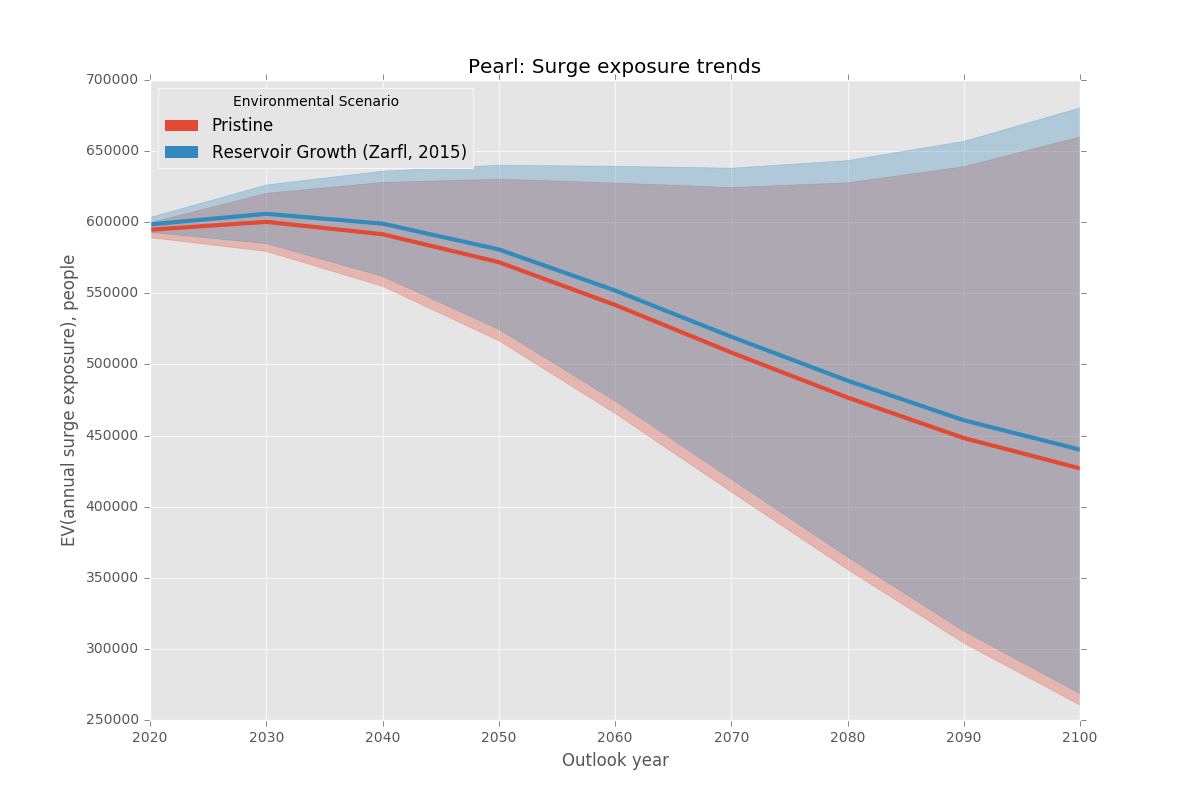 Pearl: Surge exposure trends
Environmental Scenario
Pristine
Reservoir Growth (Zarfl, 2015)
EV(annual surge exposure), people
700000
650000
600000
550000
500000
450000
400000
350000
300000
250000
2020 2030 2040 2050 2060 2070 2080 2090 2100
Outlook year